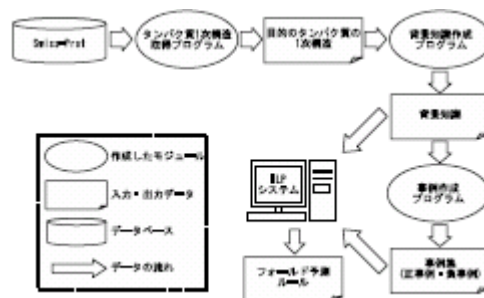 Swiss-Prot
タンパク質1次構造
取得プログラム
目的のタンパク質の
1次構造
背景知識作成
プログラム
背景知識
作成したモジュール
入力・出力データ
データベース
データの流れ
ILP
システム
事例作成
プログラム
フォールド予測
ルール
事例集
(正事例・負事例)